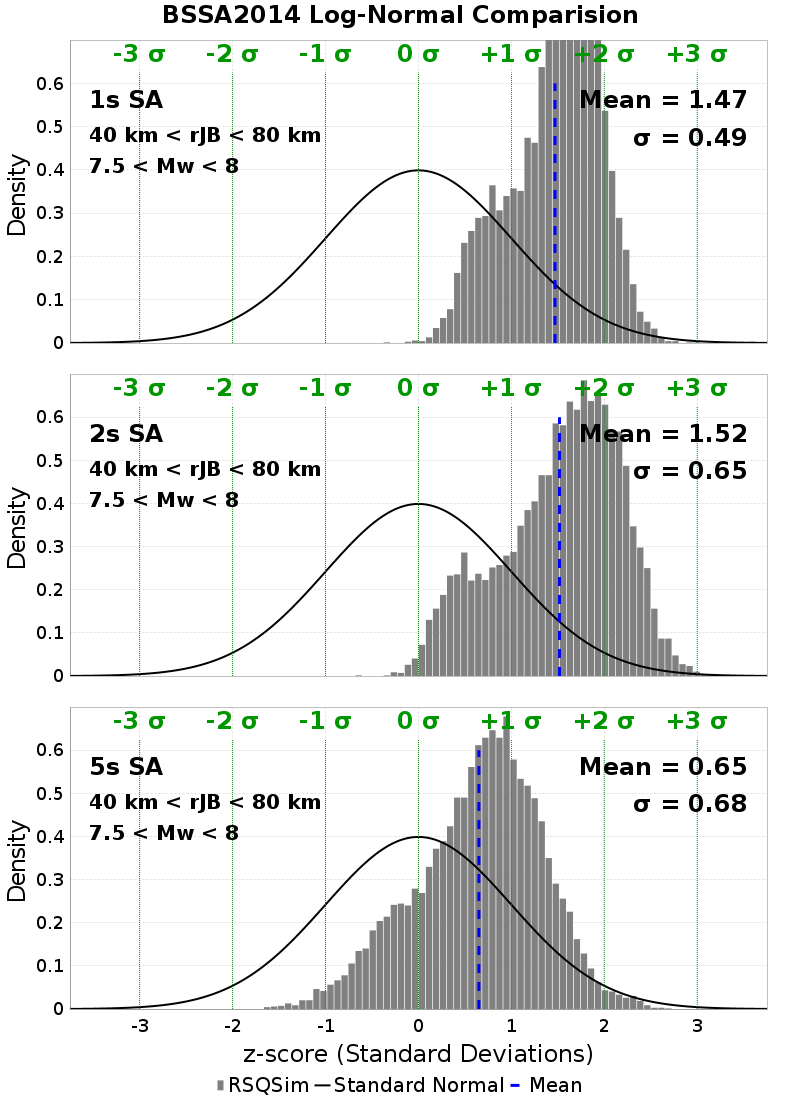 BSSA2014 Log-Normal Comparision
-3 σ -2 σ -1 σ 0 σ +1 σ +2 σ +3 σ
1s SA
Mean = 1.47
40 km < rJB < 80 km
σ = 0.49
7.5 < Mw < 8
Density
0.6
0.5
0.4
0.3
0.2
0.1
0
-3 σ -2 σ -1 σ 0 σ +1 σ +2 σ +3 σ
2s SA
Mean = 1.52
40 km < rJB < 80 km
σ = 0.65
7.5 < Mw < 8
Density
0.6
0.5
0.4
0.3
0.2
0.1
0
-3 σ -2 σ -1 σ 0 σ +1 σ +2 σ +3 σ
5s SA
Mean = 0.65
40 km < rJB < 80 km
σ = 0.68
7.5 < Mw < 8
Density
0.6
0.5
0.4
0.3
0.2
0.1
0
-3 -2 -1 0 1 2 3
z-score (Standard Deviations)
RSQSim Standard Normal Mean